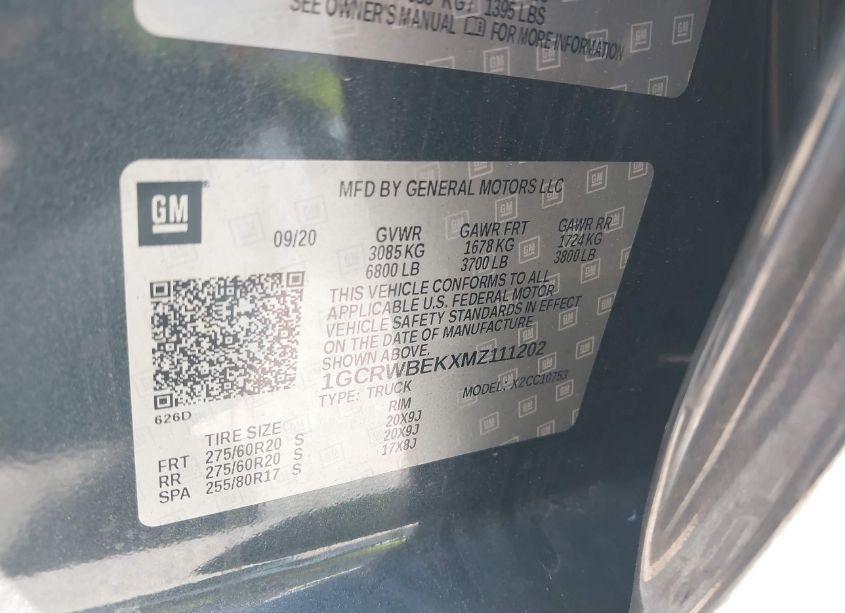 KG; 1395 LBS
SEE OWNER'S MANUAL FOR MORE INFORMATION
GM
MFD BY GENERAL MOTORS LLC
09/20 GVWR GAWR FRT GAWR RR
3085 KG 1678 KG 1724 KG
6800 LB 3700 LB 3800 LB
THIS VEHICLE CONFORMS TO ALL
APPLICABLE U.S. FEDERAL MOTOR
VEHICLE SAFETY STANDARDS IN EFFECT
ON THE DATE OF MANUFACTURE
SHOWN ABOVE.
1GCRWBEKXMZ111202
TYPE: TRUCK MODEL: X2CC10753
626D
TIRE SIZE RIM
FRT 275/60R20 S 20X9J
RR 275/60R20 S 20X9J
SPA 255/80R17 S 17X8J